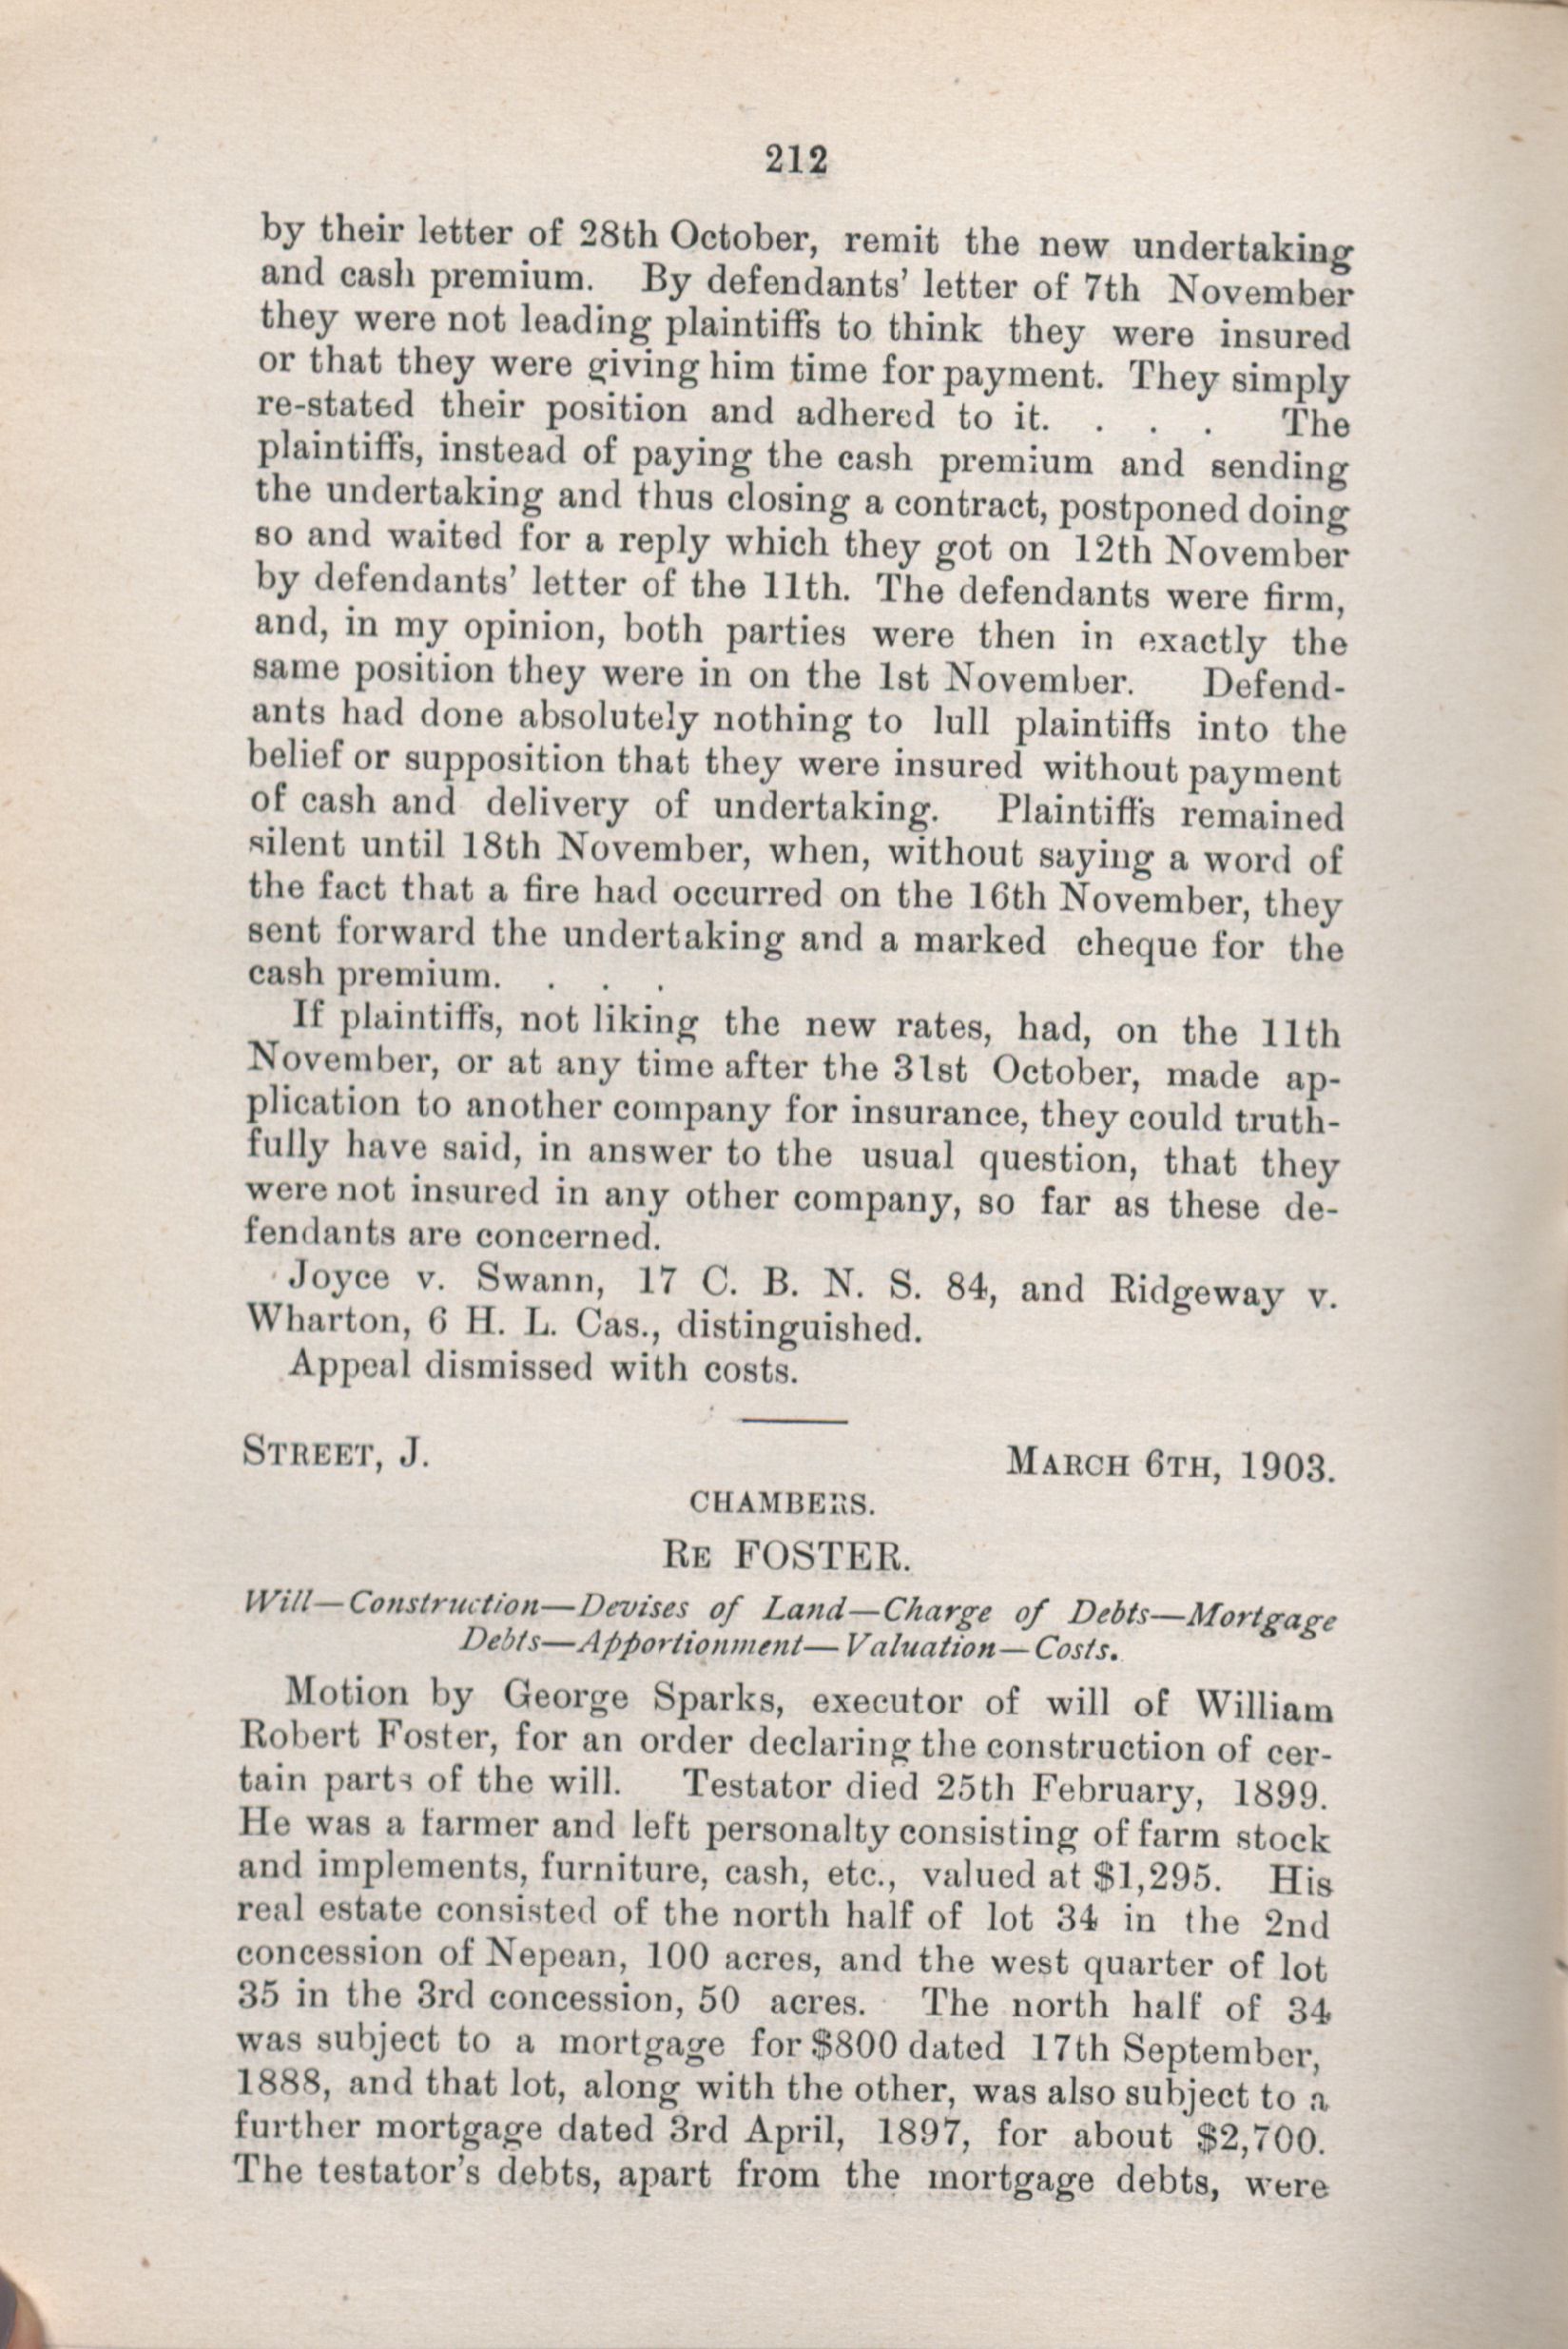 212
by their letter of 28th October, remit the new undertaking
and cash premium. By defendants' letter of 7th November
they were not leading plaintiffs to think they were insured
or that they were giving him time for payment. They simply
re-stated their position and adhered to it. . . . The
plaintiffs, instead of paying the cash premium and sending
the undertaking and thus closing a contract, postponed doing
so and waited for a reply which they got on 12th November
by defendants' letter of the 11th. The defendants were firm,
and, in my opinion, both parties were then in exactly the
same position they were in on the 1st November. Defend-
ants had done absolutely nothing to lull plaintiffs into the
belief or supposition that they were insured without payment
of cash and delivery of undertaking. Plaintiffs remained
silent until 18th November, when, without saying a word of
the fact that a fire had occurred on the 16th November, they
sent forward the undertaking and a marked cheque for the
cash premium. . . .
If plaintiffs, not liking the new rates, had, on the 11th
November, or at any time after the 31st October, made ap-
plication to another company for insurance, they could truth-
fully have said, in answer to the usual question, that they
were not insured in any other company, so far as these de-
fendants are concerned.
Joyce v. Swann, 17 C. B. N. S. 84, and Ridgeway v.
Wharton, 6 H. L. Cas., distinguished.
Appeal dismissed with costs.
STREET, J. MARCH 6TH, 1903.
CHAMBERS.
RE FOSTER.
Will—Construction—Devises of Land—Charge of Debts—Mortgage
Debts—Apportionment—Valuation—Costs.
Motion by George Sparks, executor of will of William
Robert Foster, for an order declaring the construction of cer-
tain parts of the will. Testator died 25th February, 1899.
He was a farmer and left personalty consisting of farm stock
and implements, furniture, cash, etc., valued at $1,295. His
real estate consisted of the north half of lot 34 in the 2nd
concession of Nepean, 100 acres, and the west quarter of lot
35 in the 3rd concession, 50 acres. The north half of 34
was subject to a mortgage for $800 dated 17th September,
1888, and that lot, along with the other, was also subject to a
further mortgage dated 3rd April, 1897, for about $2,700.
The testator's debts, apart from the mortgage debts, were